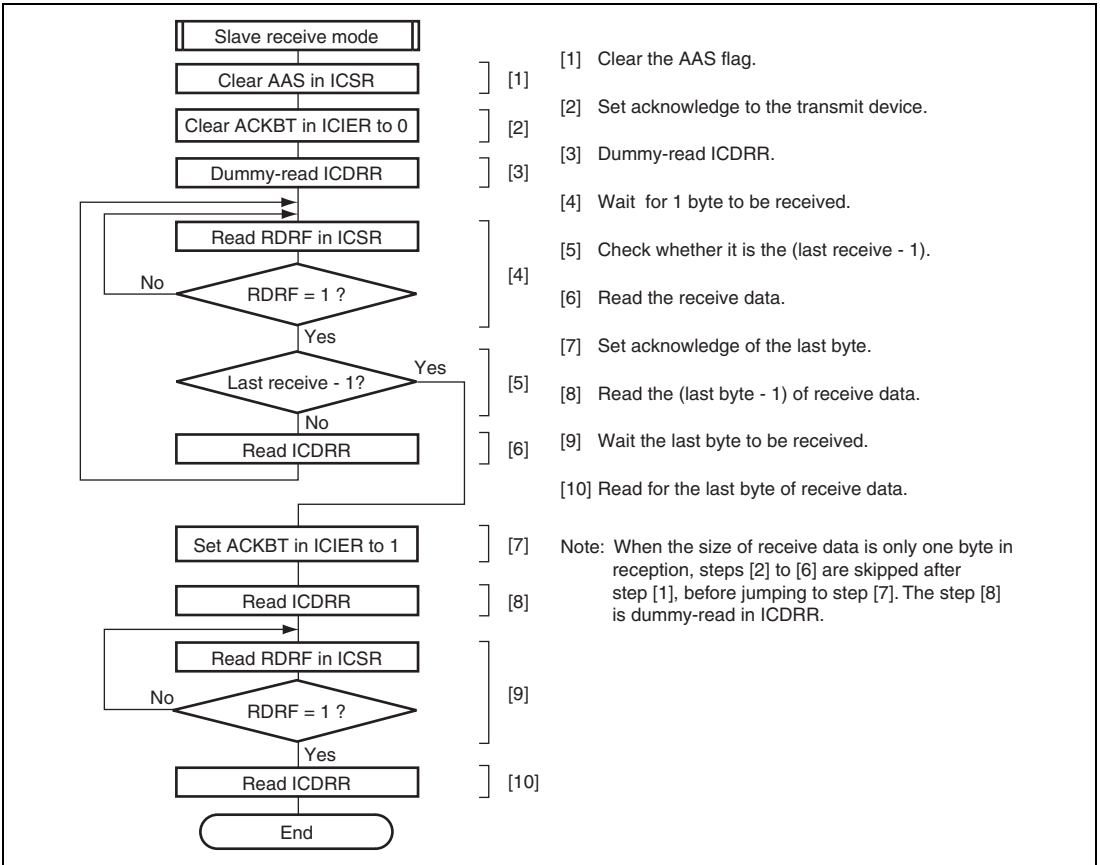 Slave receive mode
Clear AAS in ICSR
[1]
Clear ACKBT in ICIER to 0
[2]
Dummy-read ICDRR
[3]
Read RDRF in ICSR
No
RDRF = 1 ?
[4]
Yes
Last receive - 1?
Yes
[5]
No
Read ICDRR
[6]
Set ACKBT in ICIER to 1
[7]
Read ICDRR
[8]
Read RDRF in ICSR
No
RDRF = 1 ?
[9]
Yes
Read ICDRR
[10]
End
[1] Clear the AAS flag.
[2] Set acknowledge to the transmit device.
[3] Dummy-read ICDRR.
[4] Wait for 1 byte to be received.
[5] Check whether it is the (last receive - 1).
[6] Read the receive data.
[7] Set acknowledge of the last byte.
[8] Read the (last byte - 1) of receive data.
[9] Wait the last byte to be received.
[10] Read for the last byte of receive data.
Note: When the size of receive data is only one byte in
reception, steps [2] to [6] are skipped after
step [1], before jumping to step [7]. The step [8]
is dummy-read in ICDRR.